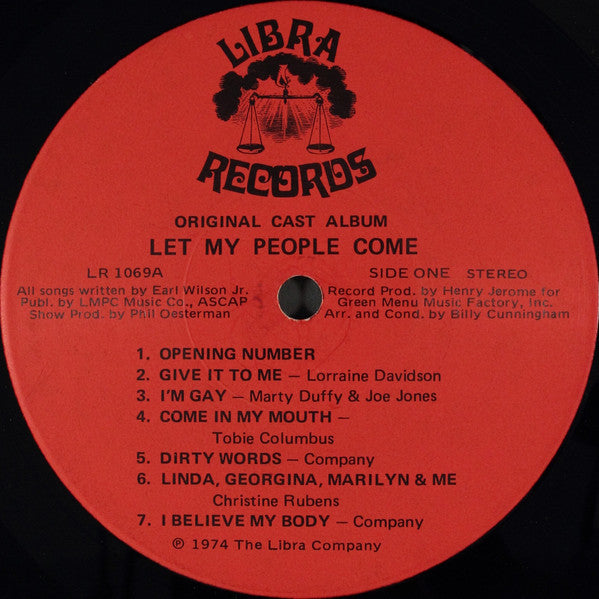 LIBRA
RECORDS
ORIGINAL CAST ALBUM
LET MY PEOPLE COME
LR 1069A
SIDE ONE STEREO
All songs written by Earl Wilson Jr.
Publ. by LMPC Music Co., ASCAP
Show Prod. by Phil Oesterman
Record Prod. by Henry Jerome for
Green Menu Music Factory, Inc.
Arr. and Cond. by Billy Cunningham
1. OPENING NUMBER
2. GIVE IT TO ME — Lorraine Davidson
3. I'M GAY — Marty Duffy & Joe Jones
4. COME IN MY MOUTH —
Tobie Columbus
5. DIRTY WORDS — Company
6. LINDA, GEORGINA, MARILYN & ME
Christine Rubens
7. I BELIEVE MY BODY — Company
℗ 1974 The Libra Company